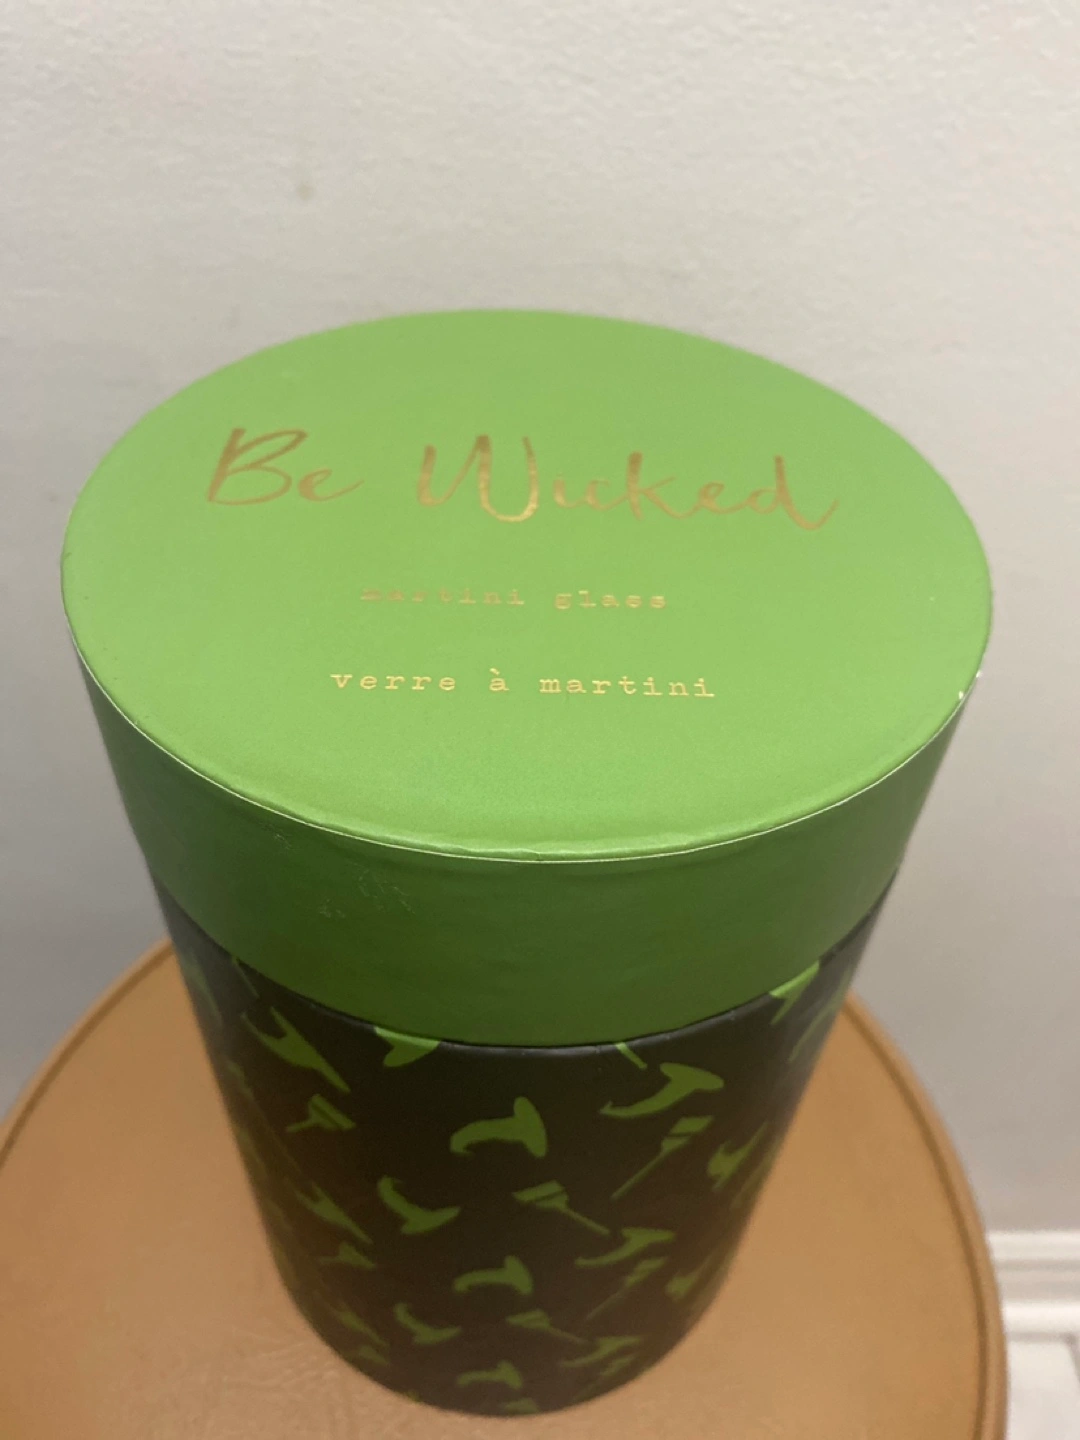 Be Wicked
martini glass
verre à martini